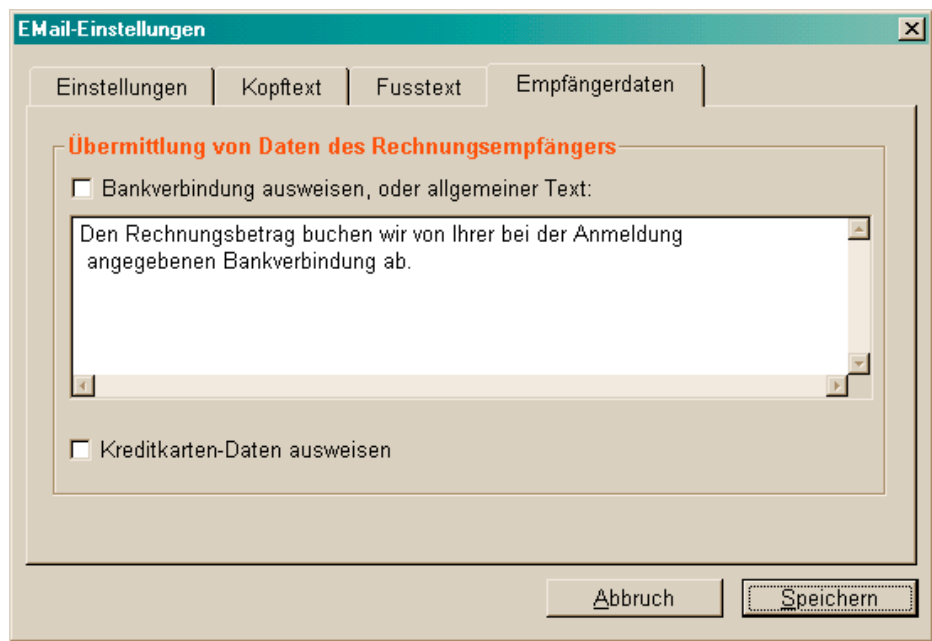 EMail-Einstellungen
Einstellungen Kopftext Fusstext Empfängerdaten
Übermittlung von Daten des Rechnungsempfängers
Bankverbindung ausweisen, oder allgemeiner Text:
Den Rechnungsbetrag buchen wir von Ihrer bei der Anmeldung
angegebenen Bankverbindung ab.
Kreditkarten-Daten ausweisen
Abbruch Speichern